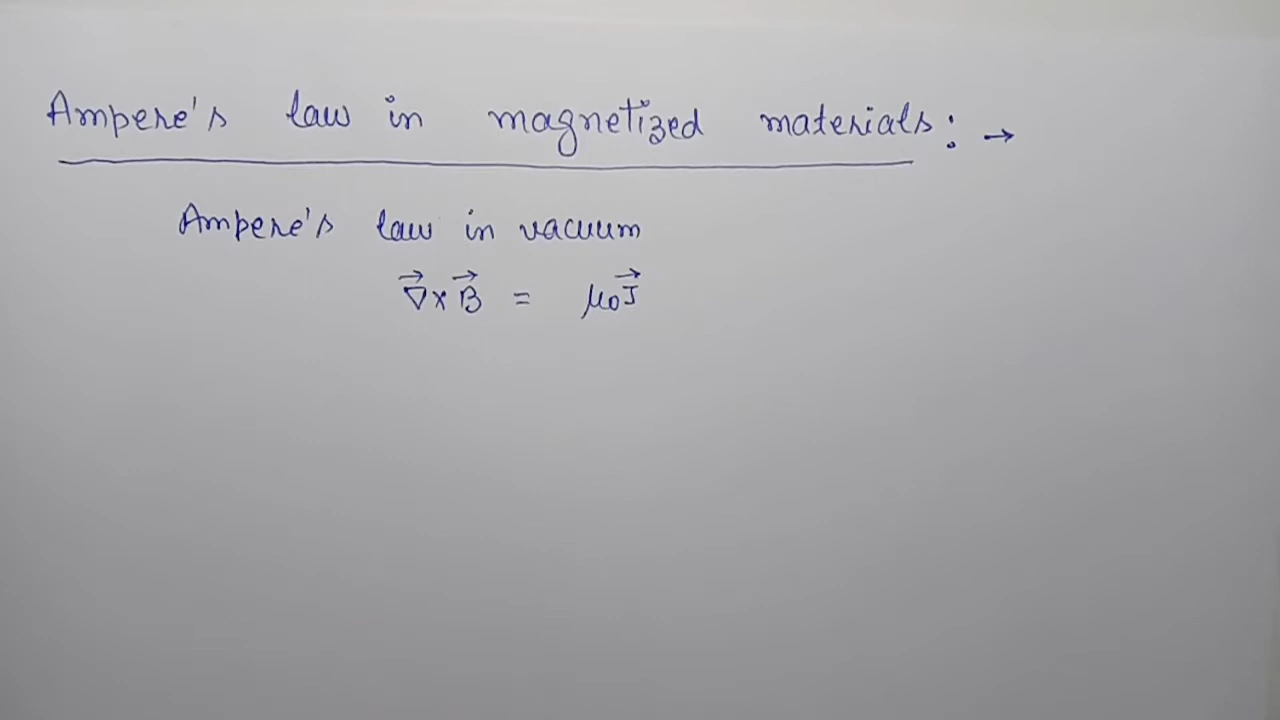 Ampere's law in magnetized materials: →
Ampere's law in vacuum
∇⃗×B⃗ = μ₀J⃗